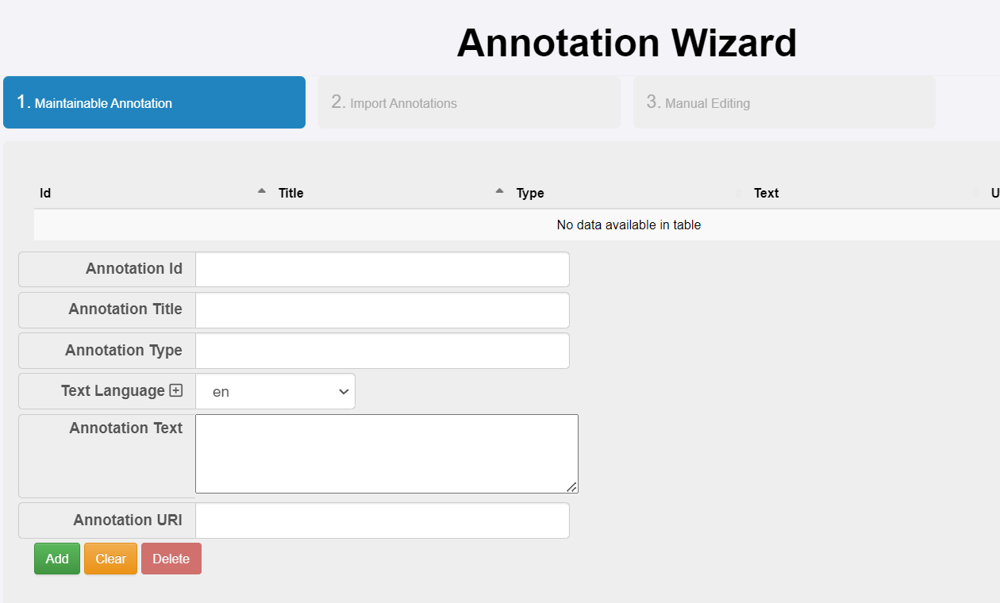 Annotation Wizard
1. Maintainable Annotation
2. Import Annotations
3. Manual Editing
Id Title Type Text U
No data available in table
Annotation Id
Annotation Title
Annotation Type
Text Language en
Annotation Text
Annotation URI
Add Clear Delete